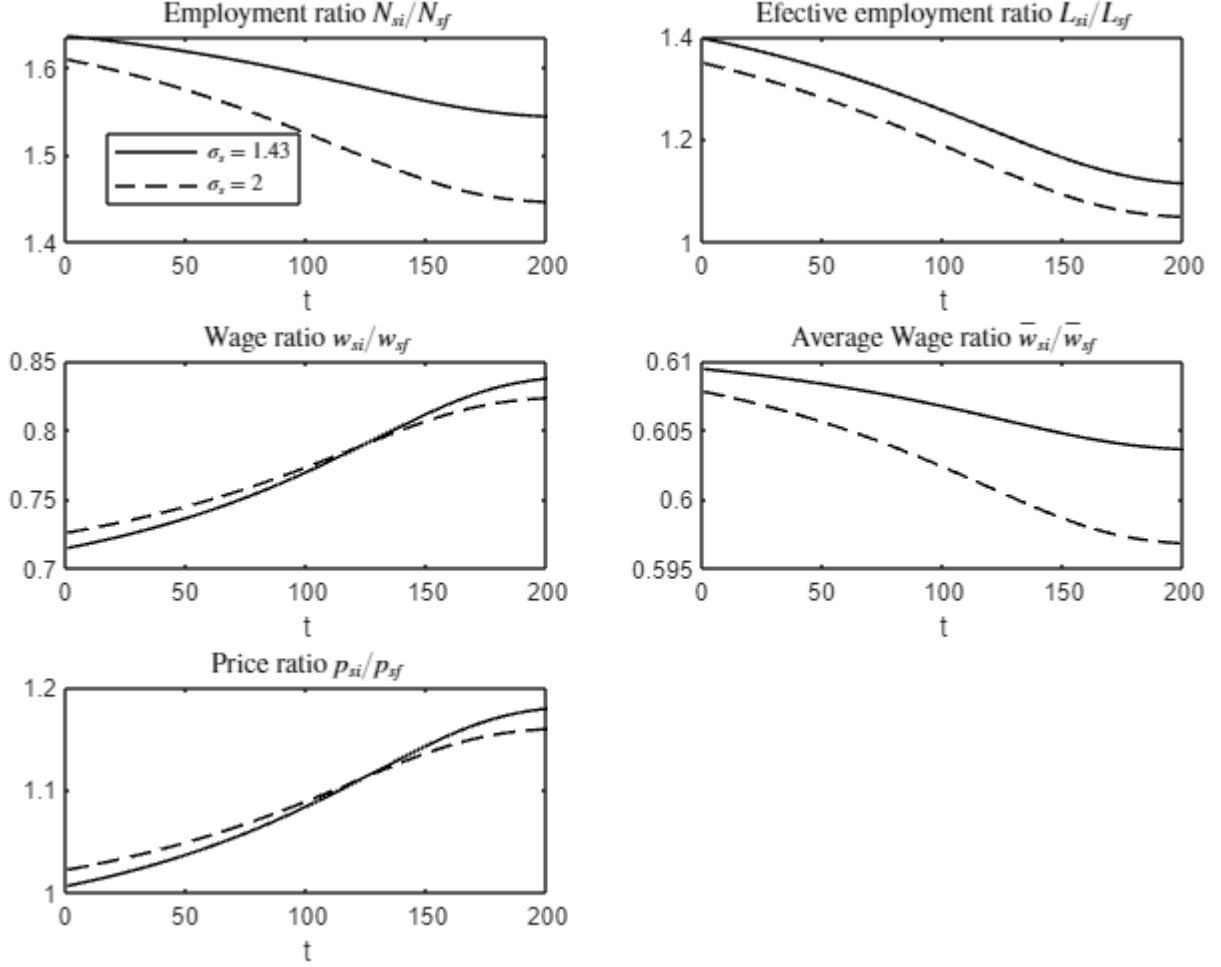 Employment ratio N_si/N_sf
1.6
1.5
1.4
σ_s = 1.43
σ_s = 2
0 50 100 150 200
t
Efective employment ratio L_si/L_sf
1.4
1.2
1
0 50 100 150 200
t
Wage ratio w_si/w_sf
0.85
0.8
0.75
0.7
0 50 100 150 200
t
Average Wage ratio w̄_si/w̄_sf
0.61
0.605
0.6
0.595
0 50 100 150 200
t
Price ratio p_si/p_sf
1.2
1.1
1
0 50 100 150 200
t